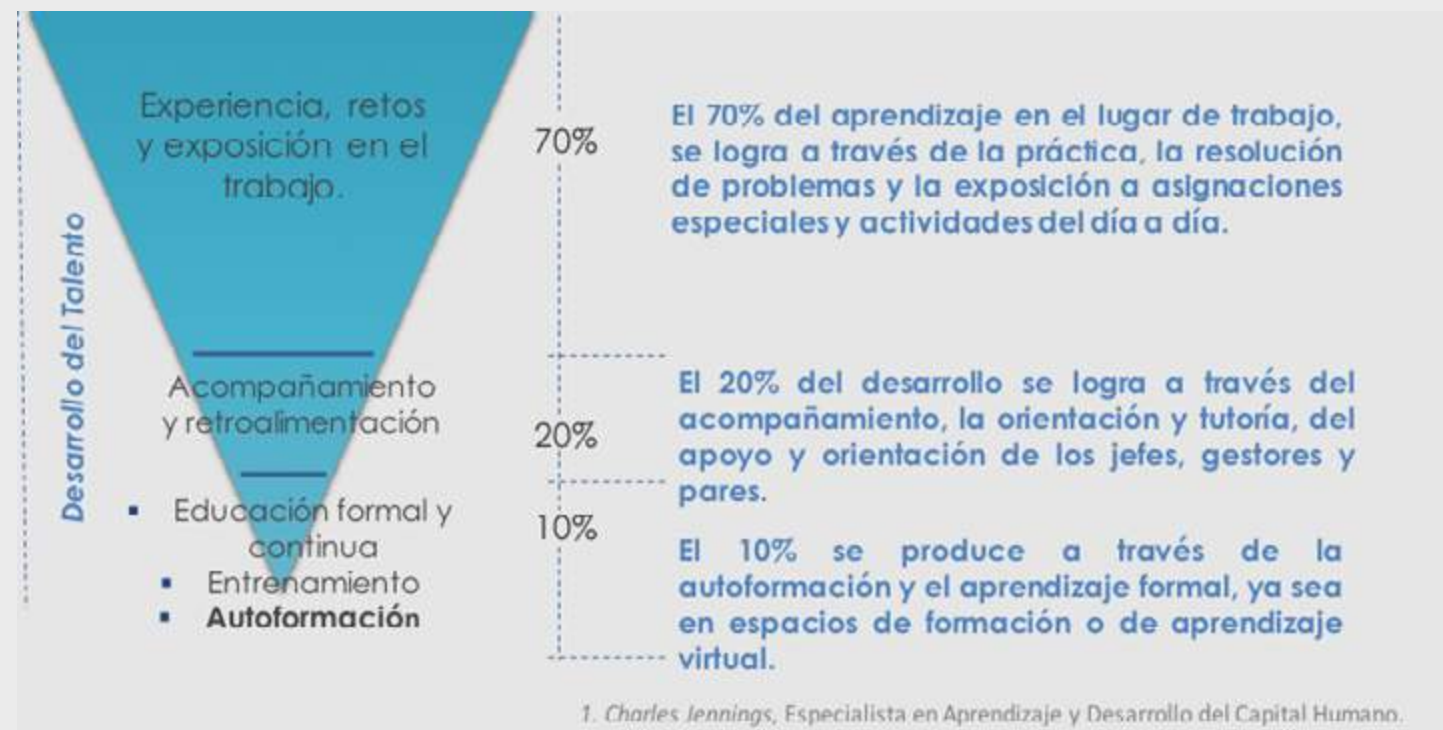 Desarrollo del Talento
Experiencia, retos
y exposición en el
trabajo.
70%
El 70% del aprendizaje en el lugar de trabajo,
se logra a través de la práctica, la resolución
de problemas y la exposición a asignaciones
especiales y actividades del día a día.
Acompañamiento
y retroalimentación
20%
El 20% del desarrollo se logra a través del
acompañamiento, la orientación y tutoría, del
apoyo y orientación de los jefes, gestores y
pares.
▪ Educación formal y
continua
▪ Entrenamiento
▪ Autoformación
10%
El 10% se produce a través de la
autoformación y el aprendizaje formal, ya sea
en espacios de formación o de aprendizaje
virtual.
1. Charles Jennings, Especialista en Aprendizaje y Desarrollo del Capital Humano.